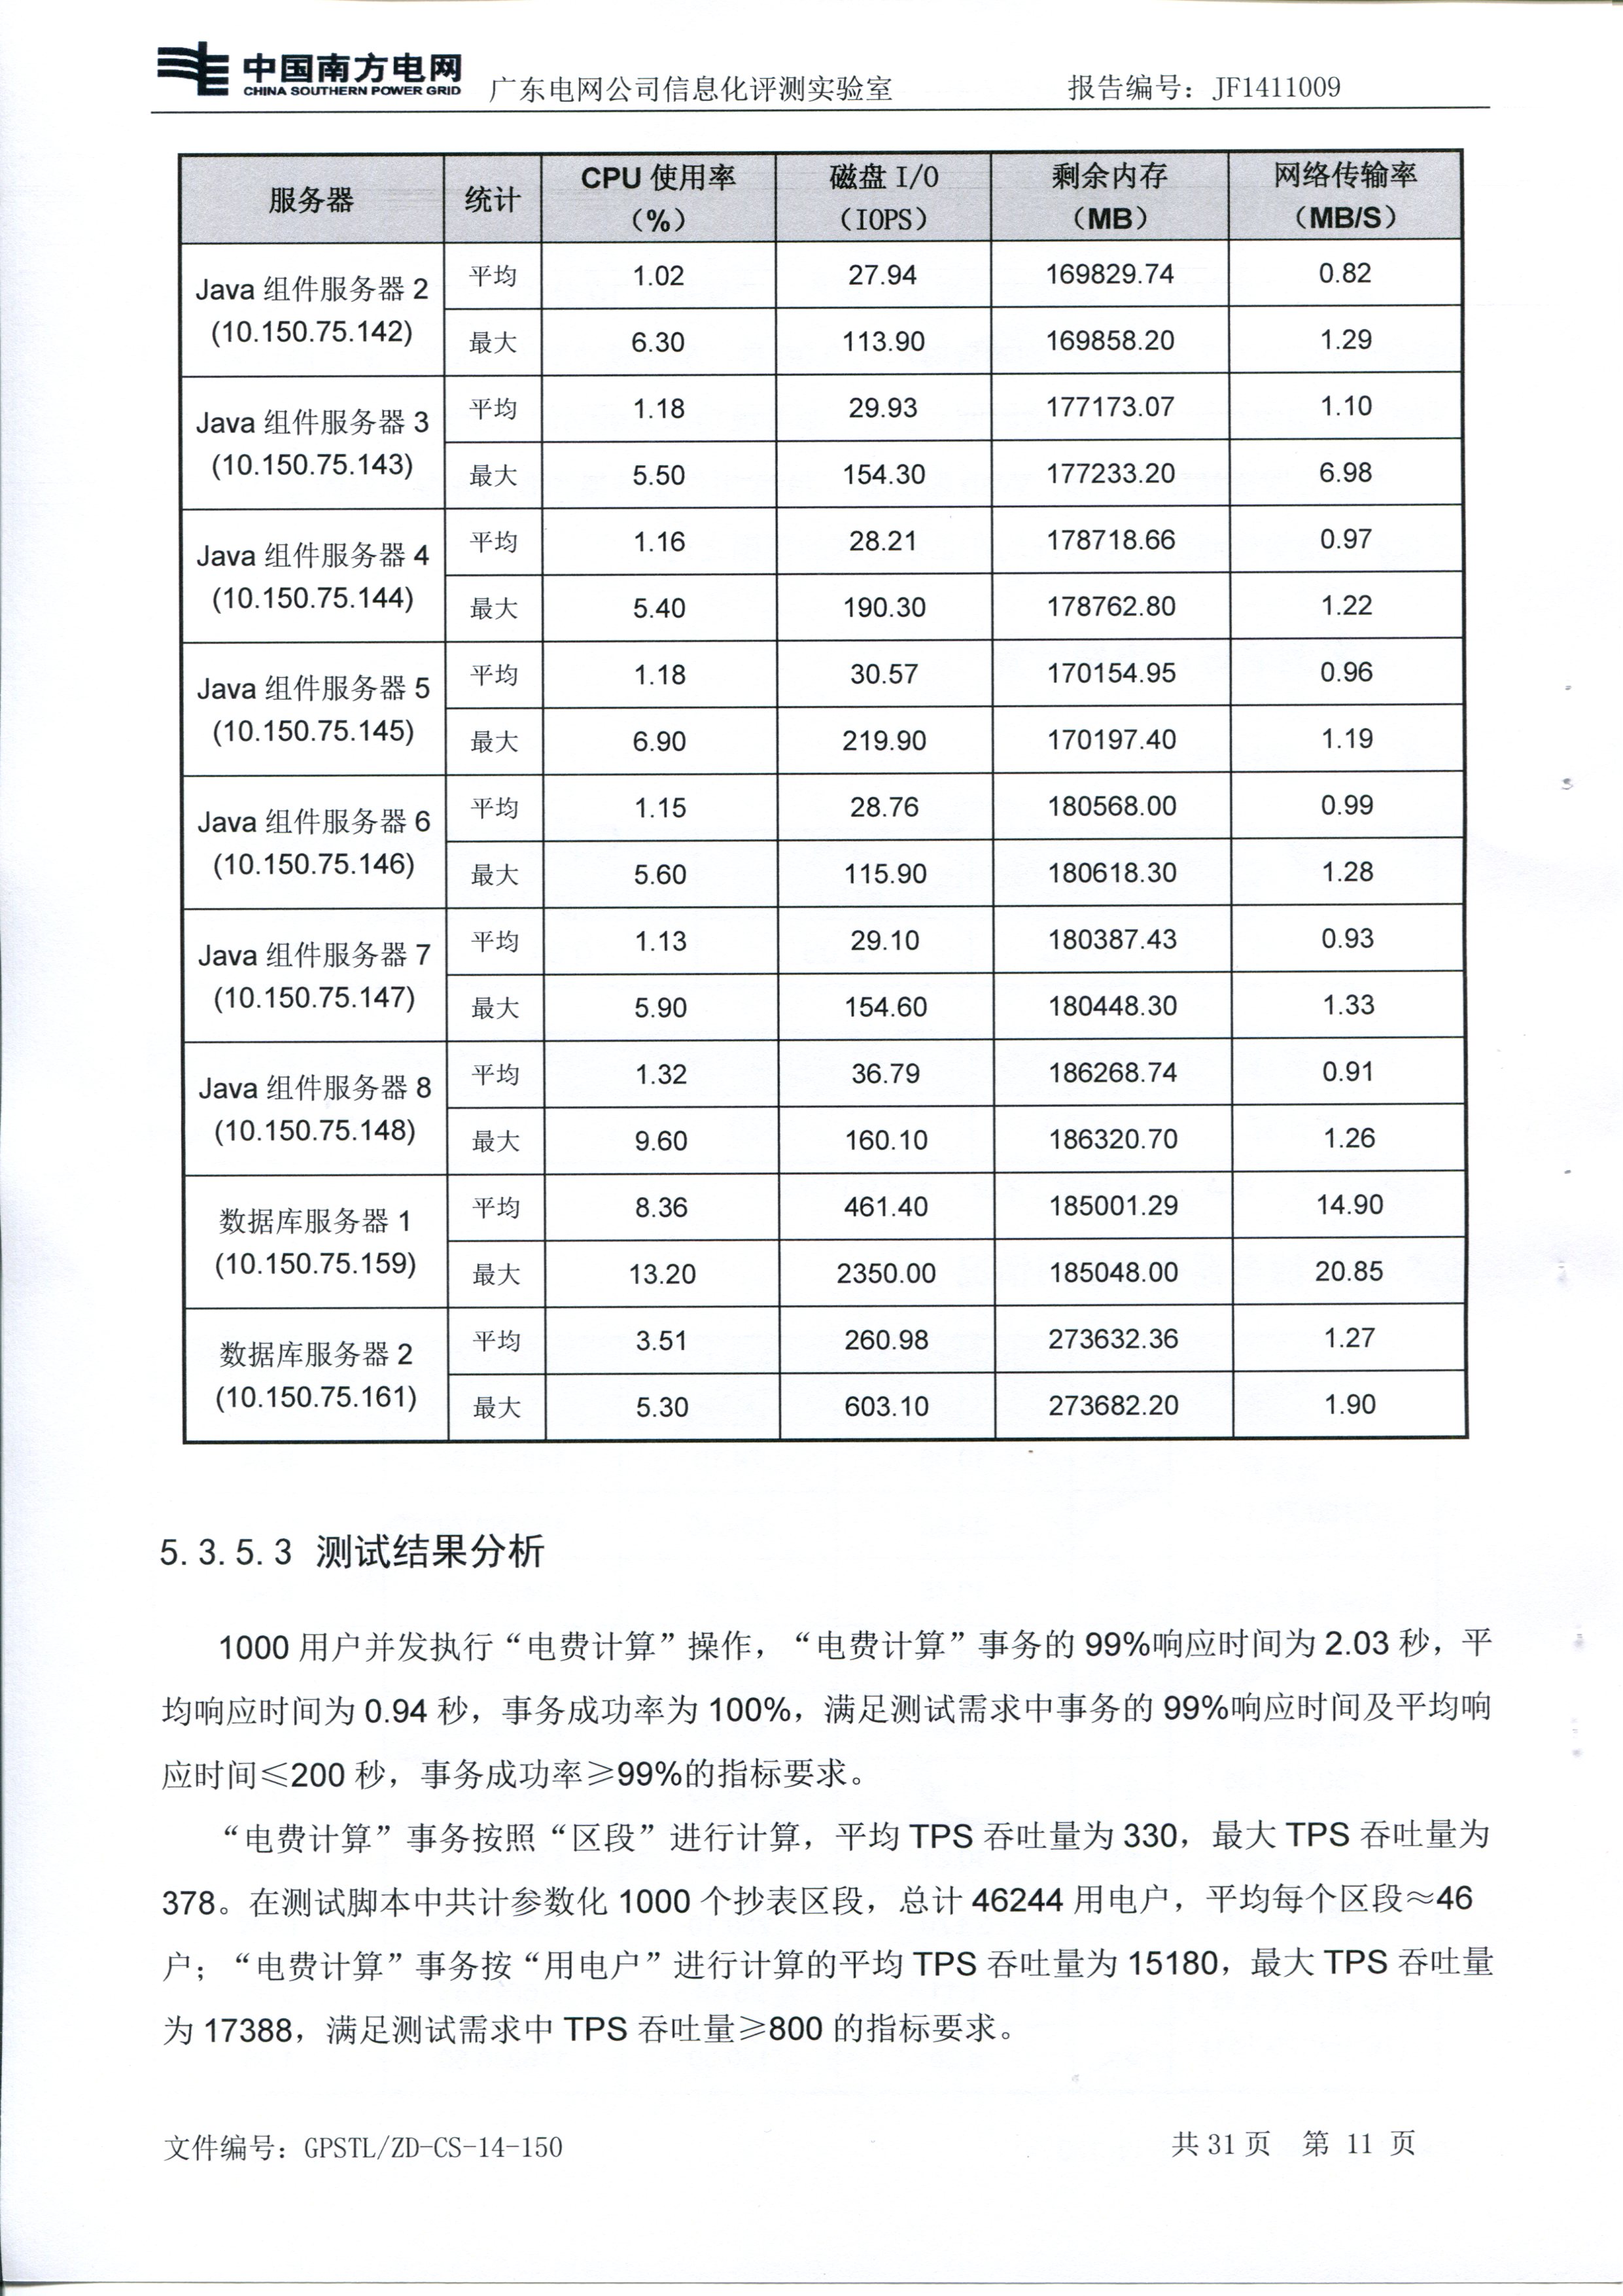 中国南方电网
CHINA SOUTHERN POWER GRID
广东电网公司信息化评测实验室 报告编号：JF1411009
服务器 统计 CPU 使用率（%） 磁盘 I/O（IOPS） 剩余内存（MB） 网络传输率（MB/S）
Java 组件服务器 2
(10.150.75.142)
平均 1.02 27.94 169829.74 0.82
最大 6.30 113.90 169858.20 1.29
Java 组件服务器 3
(10.150.75.143)
平均 1.18 29.93 177173.07 1.10
最大 5.50 154.30 177233.20 6.98
Java 组件服务器 4
(10.150.75.144)
平均 1.16 28.21 178718.66 0.97
最大 5.40 190.30 178762.80 1.22
Java 组件服务器 5
(10.150.75.145)
平均 1.18 30.57 170154.95 0.96
最大 6.90 219.90 170197.40 1.19
Java 组件服务器 6
(10.150.75.146)
平均 1.15 28.76 180568.00 0.99
最大 5.60 115.90 180618.30 1.28
Java 组件服务器 7
(10.150.75.147)
平均 1.13 29.10 180387.43 0.93
最大 5.90 154.60 180448.30 1.33
Java 组件服务器 8
(10.150.75.148)
平均 1.32 36.79 186268.74 0.91
最大 9.60 160.10 186320.70 1.26
数据库服务器 1
(10.150.75.159)
平均 8.36 461.40 185001.29 14.90
最大 13.20 2350.00 185048.00 20.85
数据库服务器 2
(10.150.75.161)
平均 3.51 260.98 273632.36 1.27
最大 5.30 603.10 273682.20 1.90
5.3.5.3 测试结果分析
1000 用户并发执行“电费计算”操作，“电费计算”事务的 99%响应时间为 2.03 秒，平
均响应时间为 0.94 秒，事务成功率为 100%，满足测试需求中事务的 99%响应时间及平均响
应时间≤200 秒，事务成功率≥99%的指标要求。
“电费计算”事务按照“区段”进行计算，平均 TPS 吞吐量为 330，最大 TPS 吞吐量为
378。在测试脚本中共计参数化 1000 个抄表区段，总计 46244 用电户，平均每个区段≈46
户；“电费计算”事务按“用电户”进行计算的平均 TPS 吞吐量为 15180，最大 TPS 吞吐量
为 17388，满足测试需求中 TPS 吞吐量≥800 的指标要求。
文件编号：GPSTL/ZD-CS-14-150 共 31 页 第 11 页